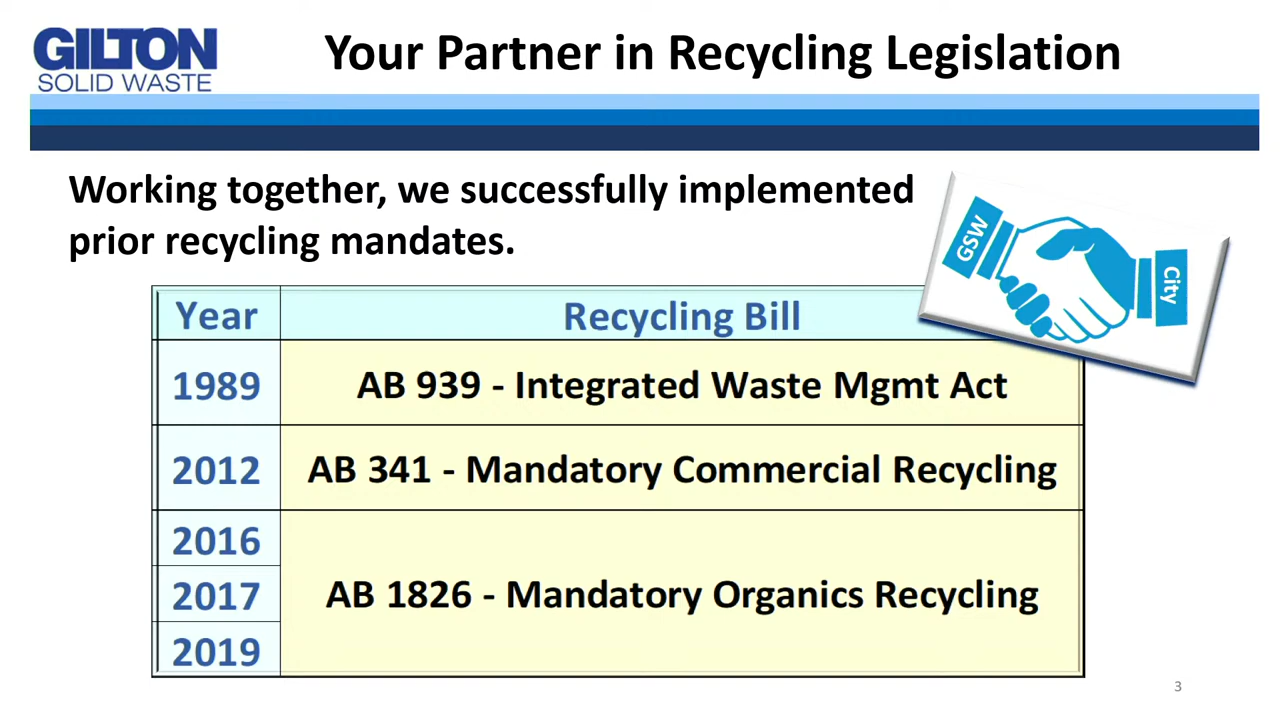 GILTON
SOLID WASTE
Your Partner in Recycling Legislation
Working together, we successfully implemented
prior recycling mandates.
GSW
City
Year Recycling Bill
1989 AB 939 - Integrated Waste Mgmt Act
2012 AB 341 - Mandatory Commercial Recycling
2016
2017 AB 1826 - Mandatory Organics Recycling
2019
3